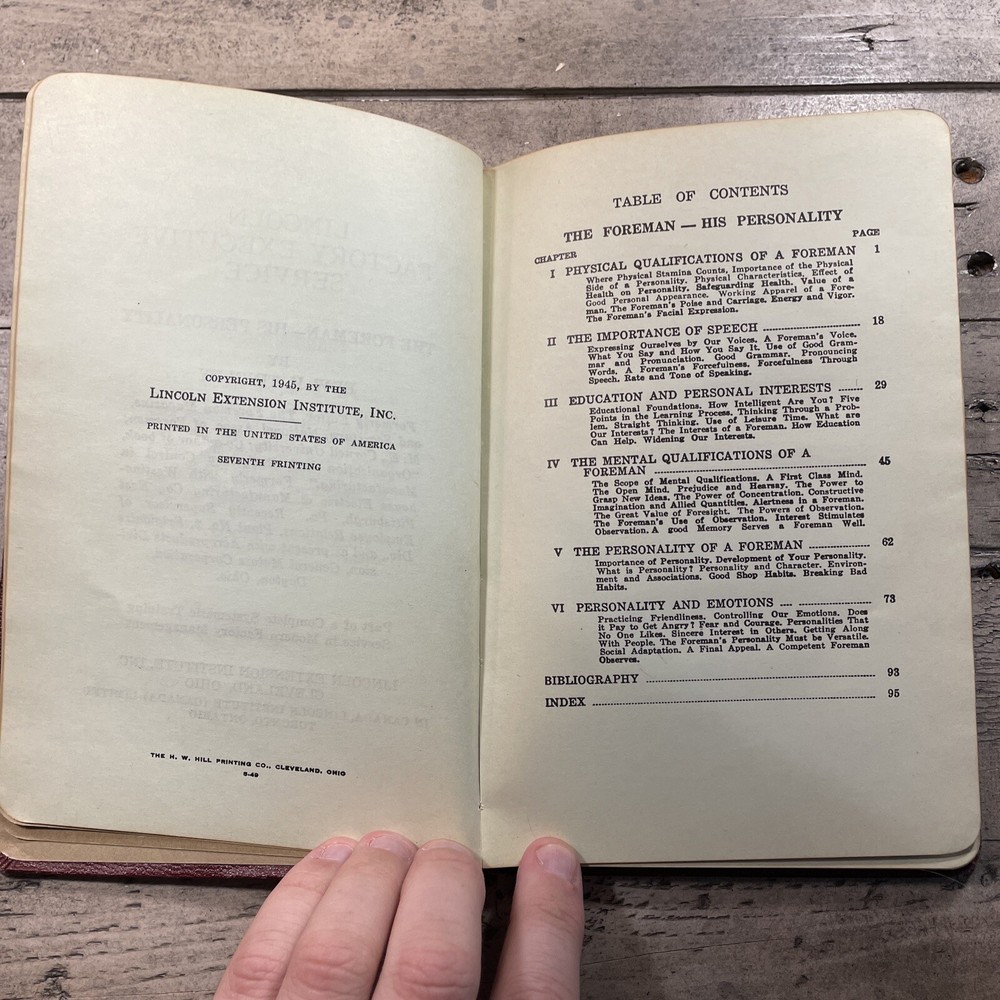 COPYRIGHT, 1945, BY THE
LINCOLN EXTENSION INSTITUTE, INC.
PRINTED IN THE UNITED STATES OF AMERICA
SEVENTH PRINTING
THE H. W. HILL PRINTING CO., CLEVELAND, OHIO
5-49
TABLE OF CONTENTS
THE FOREMAN — HIS PERSONALITY
CHAPTER PAGE
I PHYSICAL QUALIFICATIONS OF A FOREMAN 1
Where Physical Stamina Counts, Importance of the Physical
Side of a Personality. Physical Characteristics. Effect of
Health on Personality. Safeguarding Health. Value of a
Good Personal Appearance. Working Apparel of a Fore-
man. The Foreman's Poise and Carriage. Energy and Vigor.
The Foreman's Facial Expression.
II THE IMPORTANCE OF SPEECH ........ 18
Expressing Ourselves by Our Voices. A Foreman's Voice.
What You Say and How You Say It. Use of Good Gram-
mar and Pronunciation. Good Grammar. Pronouncing
Words. A Foreman's Forcefulness. Forcefulness Through
Speech. Rate and Tone of Speaking.
III EDUCATION AND PERSONAL INTERESTS ........ 29
Educational Foundations. How Intelligent Are You? Five
Points in the Learning Process. Thinking Through a Prob-
lem. Straight Thinking. Use of Leisure Time. What are
Our Interests? The Interests of a Foreman. How Education
Can Help. Widening Our Interests.
IV THE MENTAL QUALIFICATIONS OF A
FOREMAN ........ 45
The Scope of Mental Qualifications. A First Class Mind.
The Open Mind. Prejudice and Hearsay. The Power to
Grasp New Ideas. The Power of Concentration. Constructive
Imagination and Allied Quantities. Alertness in a Foreman.
The Great Value of Foresight. The Powers of Observation.
The Foreman's Use of Observation. Interest Stimulates
Observation. A good Memory Serves a Foreman Well.
V THE PERSONALITY OF A FOREMAN ........ 62
Importance of Personality. Development of Your Personality.
What is Personality? Personality and Character. Environ-
ment and Associations. Good Shop Habits. Breaking Bad
Habits.
VI PERSONALITY AND EMOTIONS ........ 73
Practicing Friendliness. Controlling Our Emotions. Does
it Pay to Get Angry? Fear and Courage. Personalities That
No One Likes. Sincere Interest in Others. Getting Along
With People. The Foreman's Personality Must be Versatile.
Social Adaptation. A Final Appeal. A Competent Foreman
Observes.
BIBLIOGRAPHY ........ 93
INDEX ........ 95